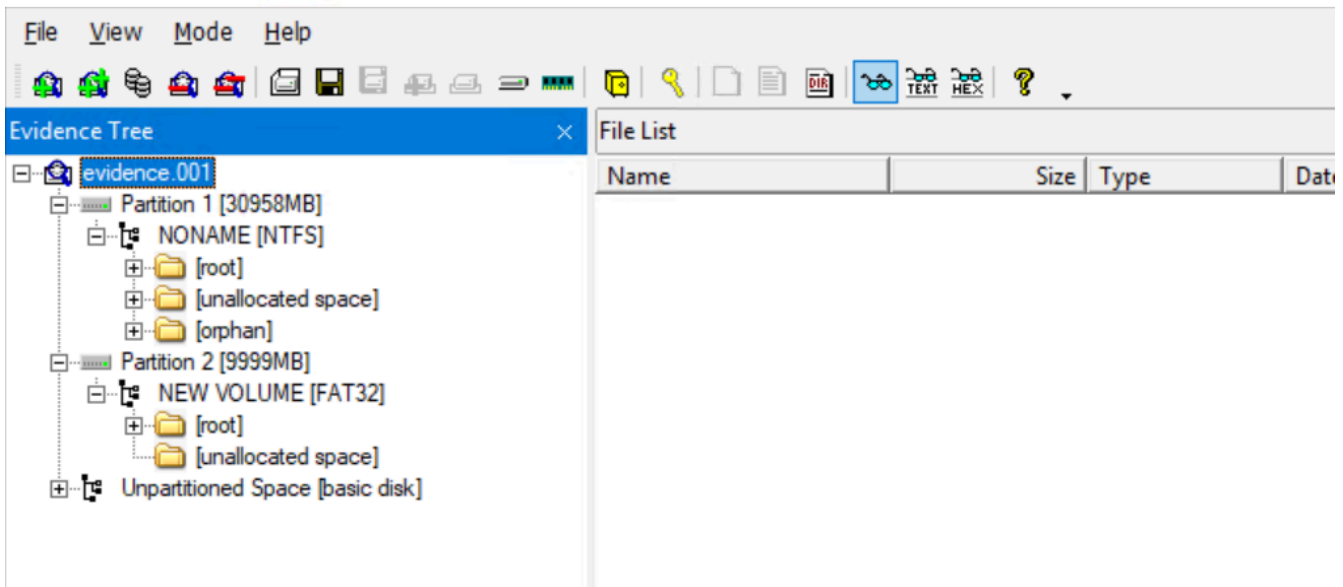 File View Mode Help
DIR TEXT HEX
Evidence Tree
File List
Name Size Type Date
evidence.001
Partition 1 [30958MB]
NONAME [NTFS]
[root]
[unallocated space]
[orphan]
Partition 2 [9999MB]
NEW VOLUME [FAT32]
[root]
[unallocated space]
Unpartitioned Space [basic disk]